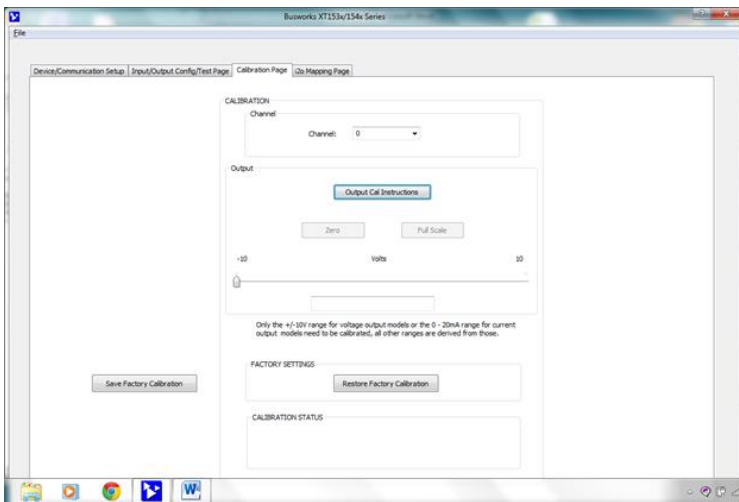 Busworks XT153x/154x Series
File
Device/Communication Setup
Input/Output Config/Test Page
Calibration Page
i2o Mapping Page
CALIBRATION
Channel
Channel:
0
Output
Output Cal Instructions
Zero
Full Scale
-10
Volts
10
Only the +/-10V range for voltage output models or the 0 - 20mA range for current
output models need to be calibrated, all other ranges are derived from those.
FACTORY SETTINGS
Save Factory Calibration
Restore Factory Calibration
CALIBRATION STATUS
W